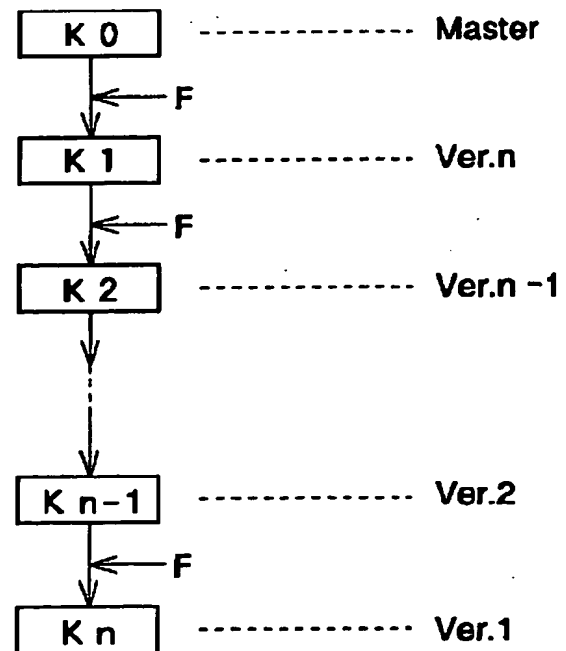 K 0 ------------------ Master
F
K 1 ------------------ Ver.n
F
K 2 ------------------ Ver.n -1
K n-1 ------------------ Ver.2
F
K n ------------------ Ver.1